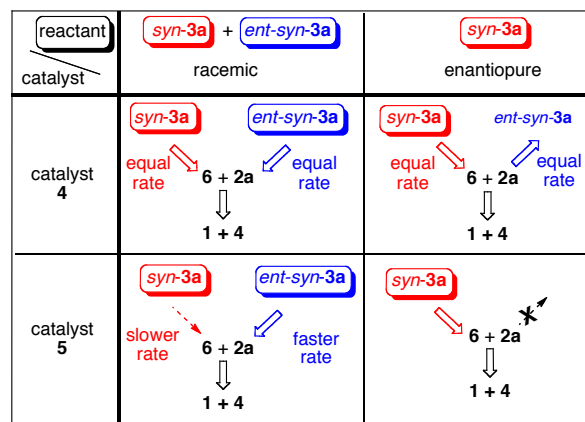 reactant
catalyst
syn-3a + ent-syn-3a
racemic
syn-3a
enantiopure
catalyst
4
syn-3a ent-syn-3a
equal
rate
equal
rate
6 + 2a
1 + 4
syn-3a ent-syn-3a
equal
rate
equal
rate
6 + 2a
1 + 4
catalyst
5
syn-3a ent-syn-3a
slower
rate
faster
rate
6 + 2a
1 + 4
syn-3a
6 + 2a
x
1 + 4